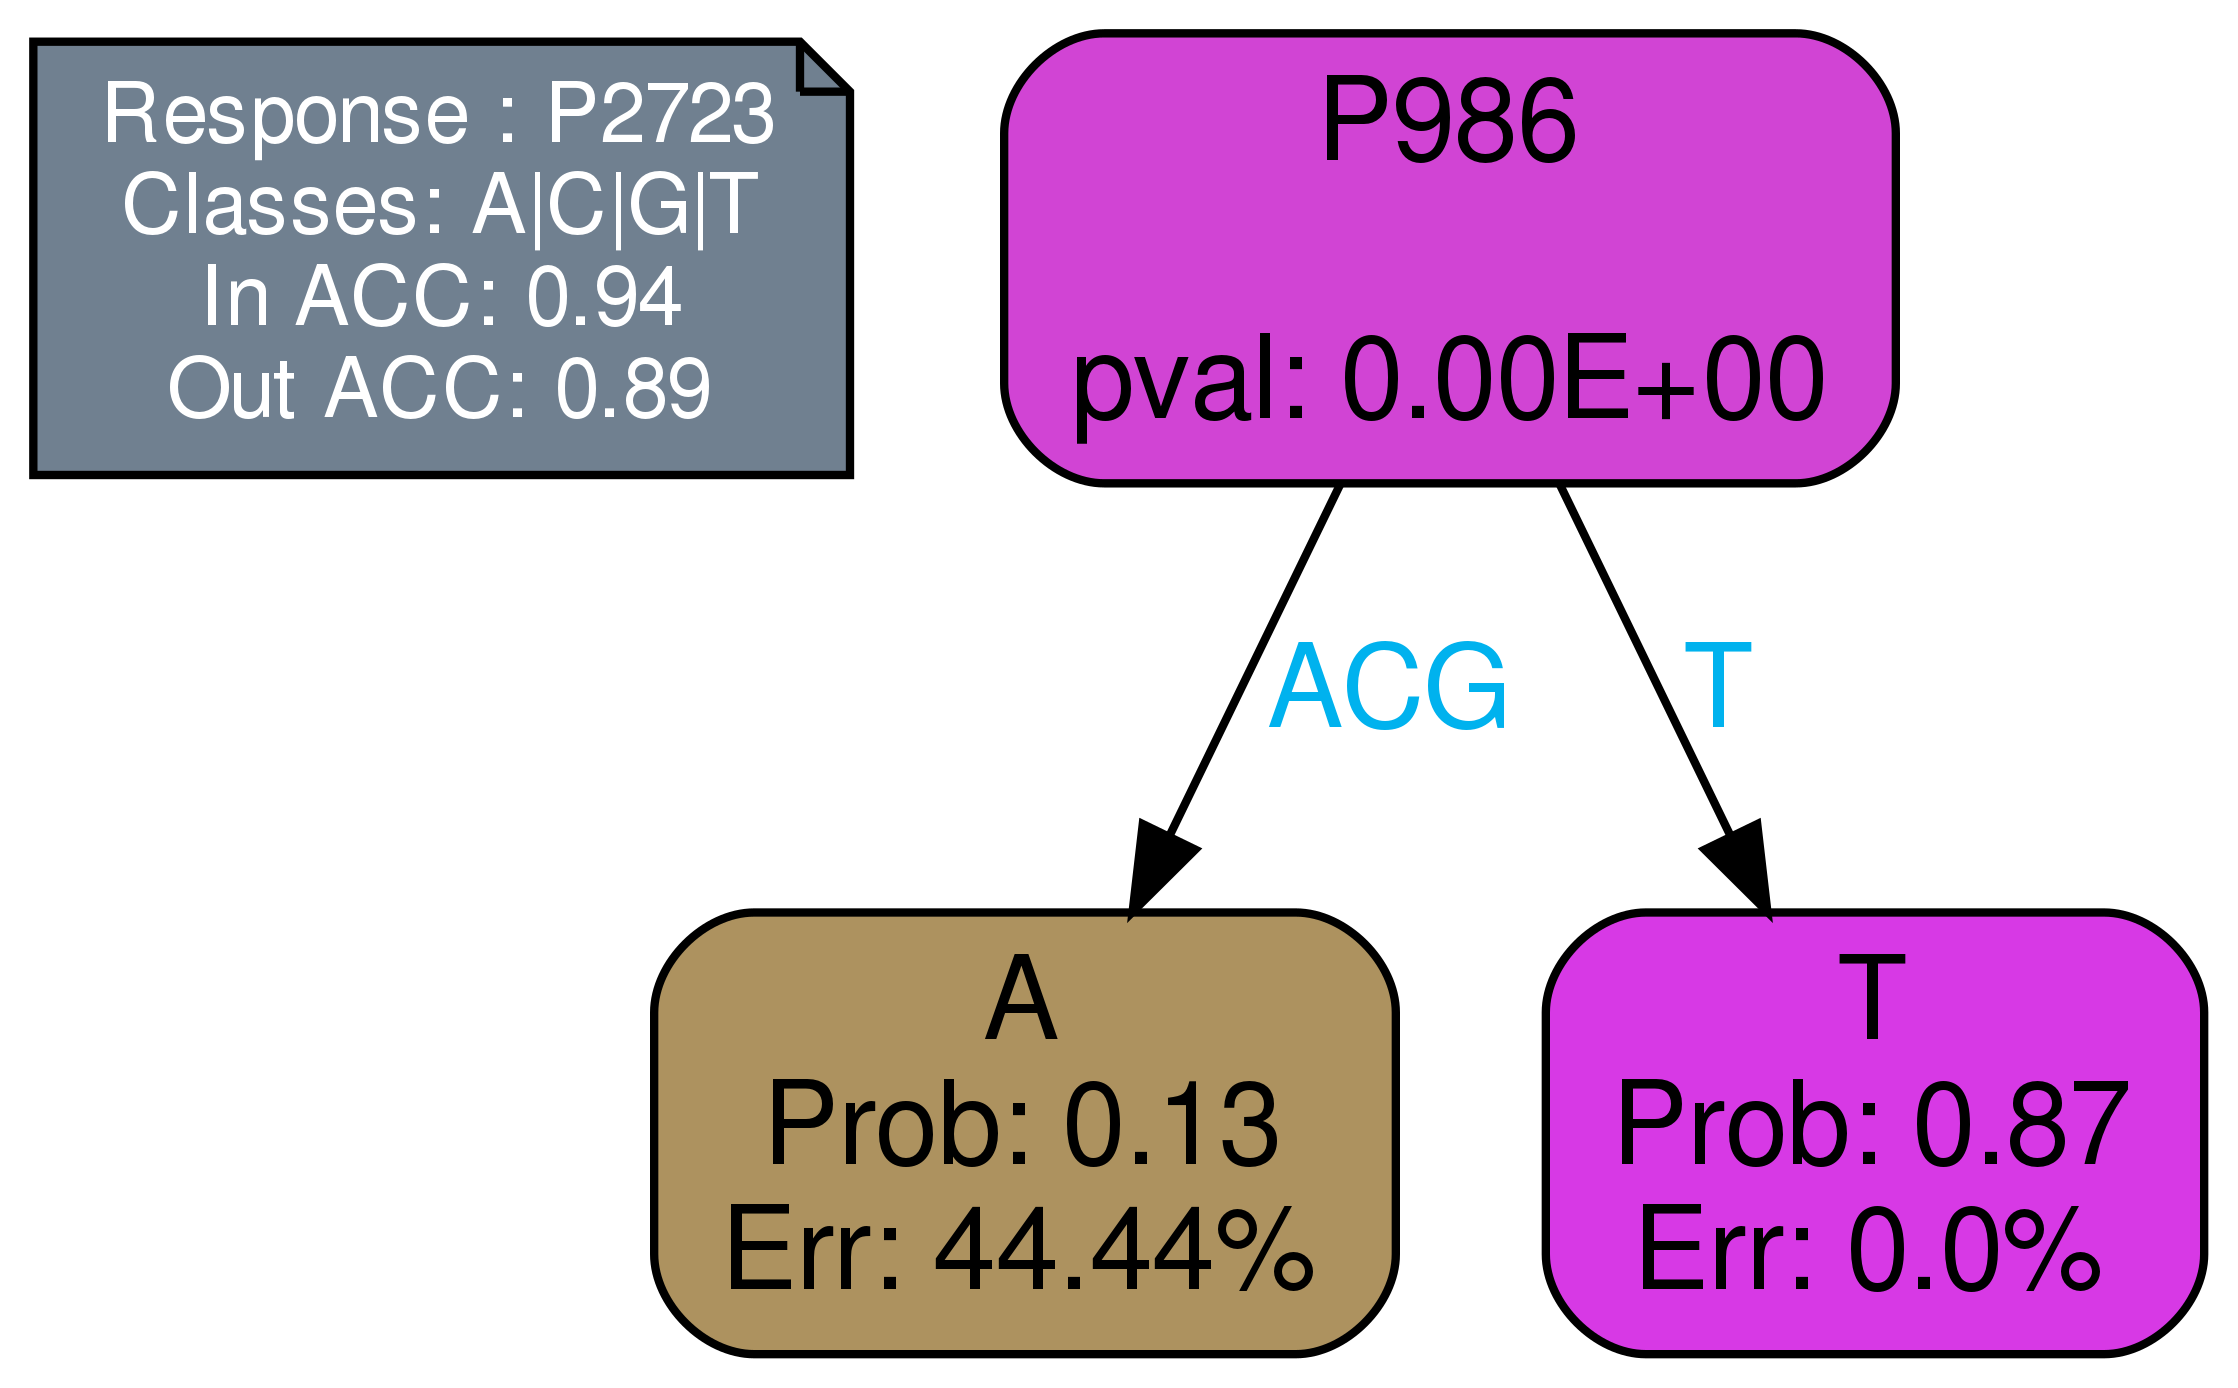 Response : P2723
Classes: A|C|G|T
In ACC: 0.94
Out ACC: 0.89
P986
pval: 0.00E+00
ACG
T
A
Prob: 0.13
Err: 44.44%
T
Prob: 0.87
Err: 0.0%